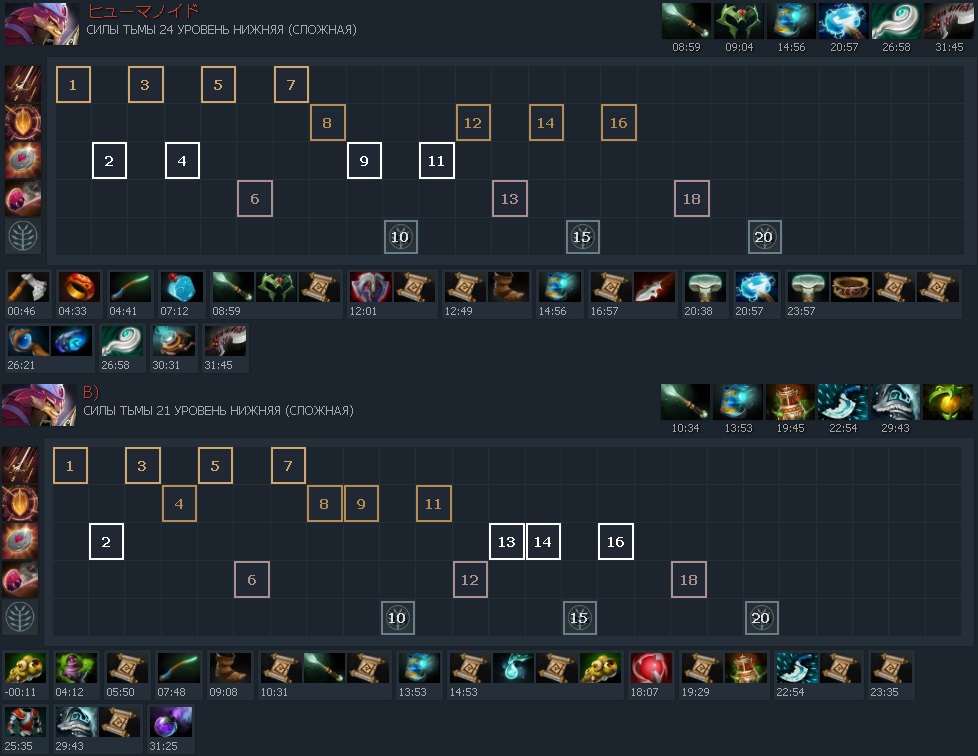 ヒューマノイド
СИЛЫ ТЬМЫ 24 УРОВЕНЬ НИЖНЯЯ (СЛОЖНАЯ)
08:59 09:04 14:56 20:57 26:58 31:45
1 3 5 7
8 12 14 16
2 4 9 11
6 13 18
10 15 20
00:46 04:33 04:41 07:12 08:59 12:01 12:49 14:56 16:57 20:38 20:57 23:57
26:21 26:58 30:31 31:45
B)
СИЛЫ ТЬМЫ 21 УРОВЕНЬ НИЖНЯЯ (СЛОЖНАЯ)
10:34 13:53 19:45 22:54 29:43
1 3 5 7
4 8 9 11
2 13 14 16
6 12 18
10 15 20
-00:11 04:12 05:50 07:48 09:08 10:31 13:53 14:53 18:07 19:29 22:54 23:35
25:35 29:43 31:25